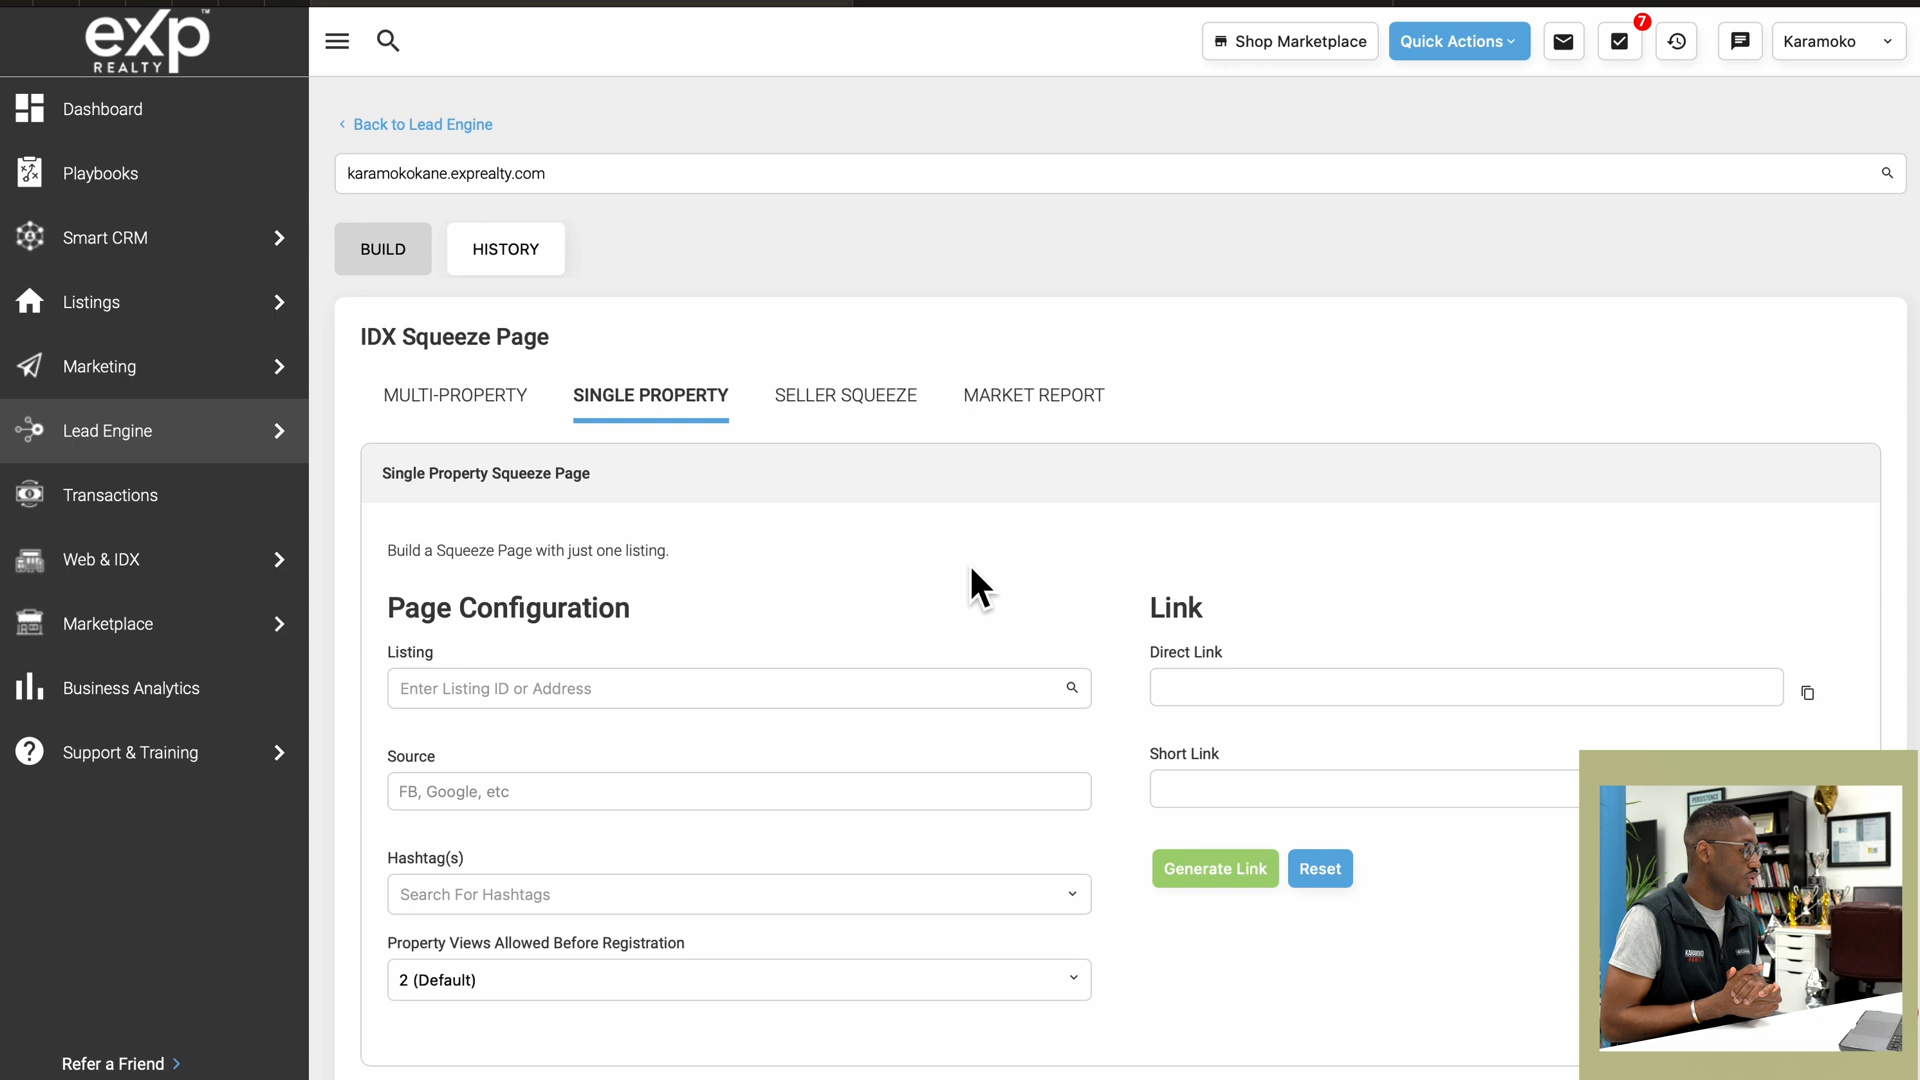 eXp™
REALTY
Shop Marketplace
Quick Actions
7
Karamoko
Dashboard
Playbooks
Smart CRM
Listings
Marketing
Lead Engine
Transactions
Web & IDX
Marketplace
Business Analytics
Support & Training
Refer a Friend
Back to Lead Engine
karamokokane.exprealty.com
BUILD
HISTORY
IDX Squeeze Page
MULTI-PROPERTY
SINGLE PROPERTY
SELLER SQUEEZE
MARKET REPORT
Single Property Squeeze Page
Build a Squeeze Page with just one listing.
Page Configuration
Listing
Enter Listing ID or Address
Source
FB, Google, etc
Hashtag(s)
Search For Hashtags
Property Views Allowed Before Registration
2 (Default)
Link
Direct Link
Short Link
Generate Link
Reset
PERSISTENCE
KARAMOKO